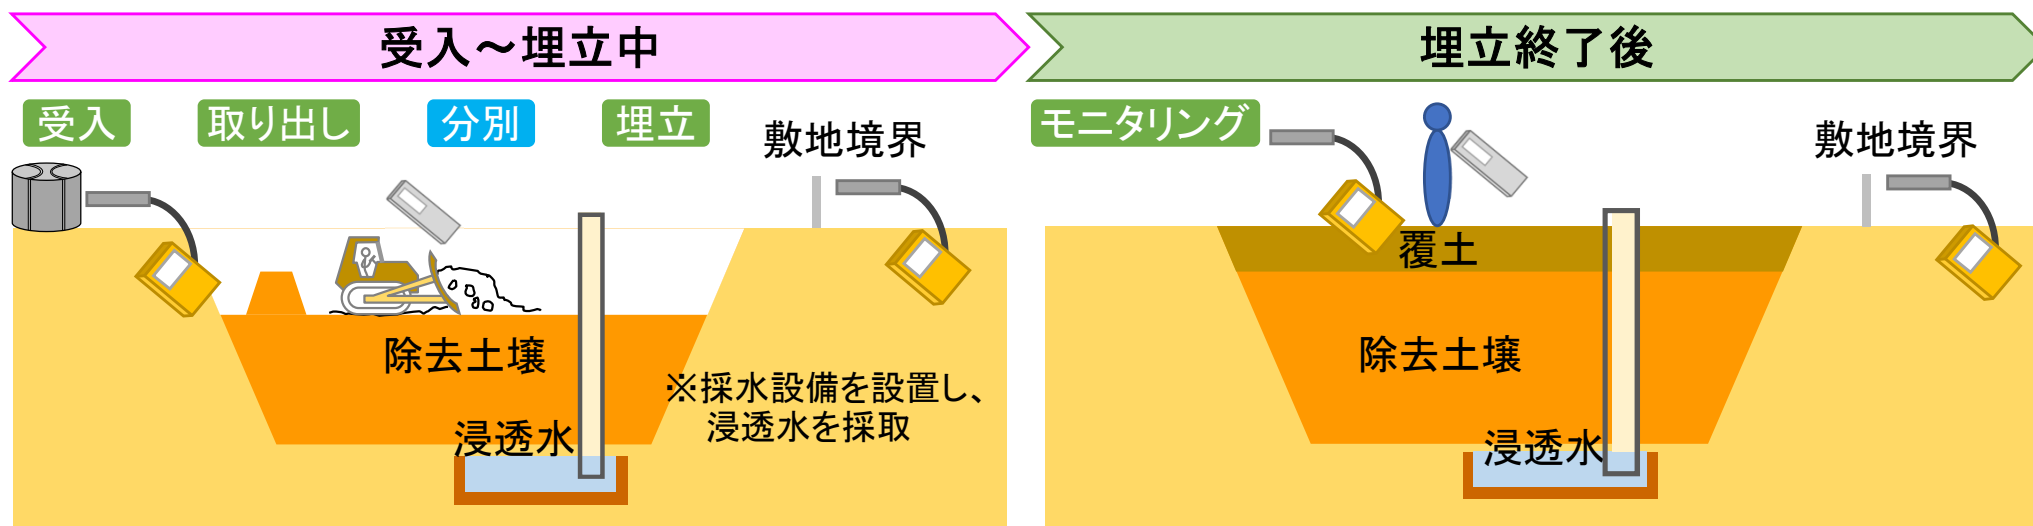 受入～埋立中
受入
取り出し
分別
埋立
敷地境界
除去土壌
浸透水
※採水設備を設置し、
浸透水を採取
埋立終了後
モニタリング
敷地境界
覆土
除去土壌
浸透水